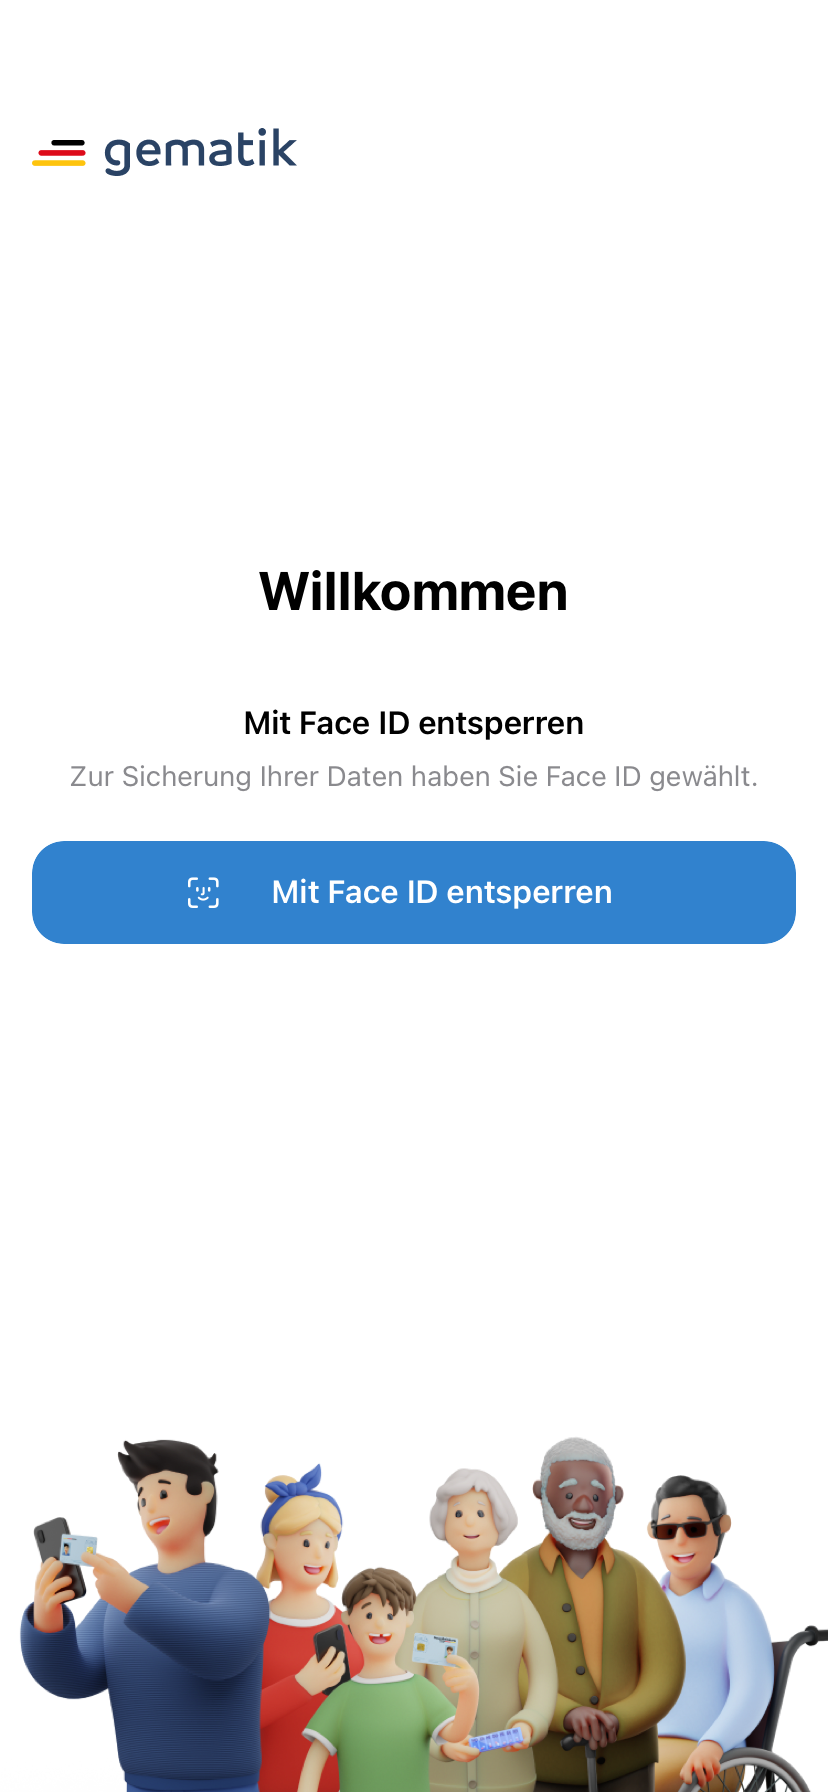 gematik
Willkommen
Mit Face ID entsperren
Zur Sicherung Ihrer Daten haben Sie Face ID gewählt.
Mit Face ID entsperren